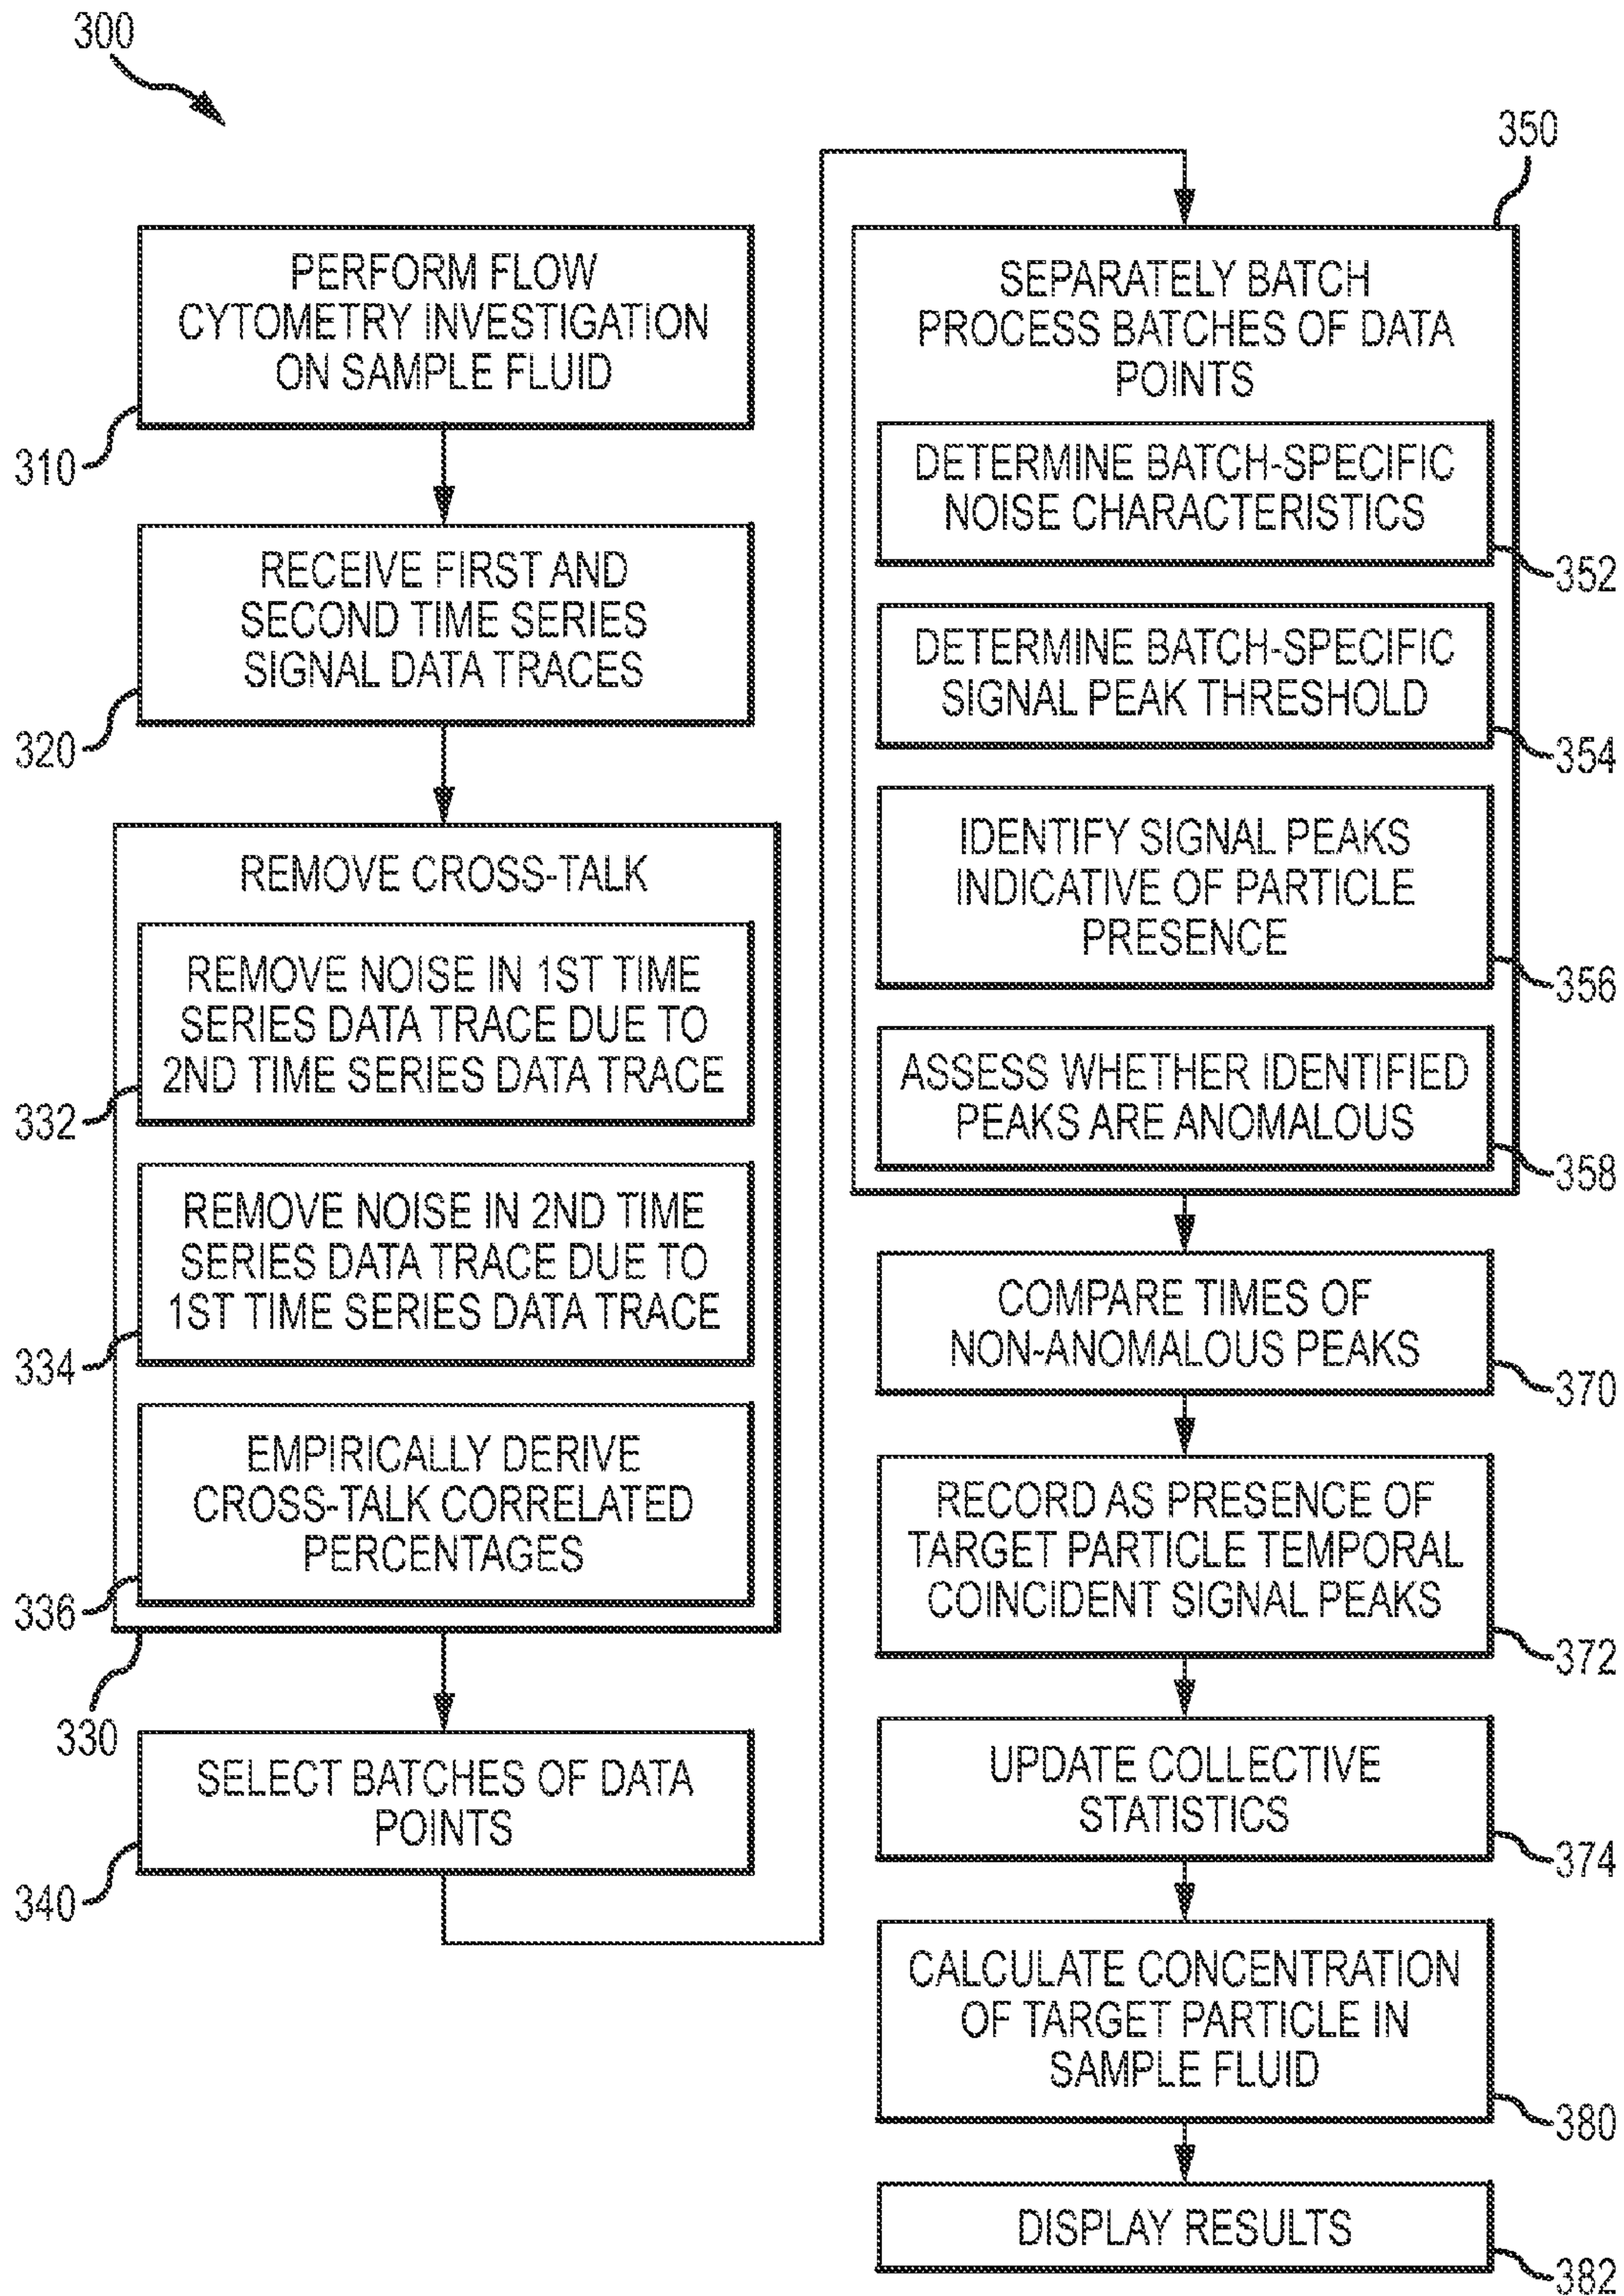 300
PERFORM FLOW
CYTOMETRY INVESTIGATION
ON SAMPLE FLUID
310
RECEIVE FIRST AND
SECOND TIME SERIES
SIGNAL DATA TRACES
320
REMOVE CROSS-TALK
REMOVE NOISE IN 1ST TIME
SERIES DATA TRACE DUE TO
2ND TIME SERIES DATA TRACE
332
REMOVE NOISE IN 2ND TIME
SERIES DATA TRACE DUE TO
1ST TIME SERIES DATA TRACE
334
EMPIRICALLY DERIVE
CROSS-TALK CORRELATED
PERCENTAGES
336
330
SELECT BATCHES OF DATA
POINTS
340
350
SEPARATELY BATCH
PROCESS BATCHES OF DATA
POINTS
DETERMINE BATCH-SPECIFIC
NOISE CHARACTERISTICS
352
DETERMINE BATCH-SPECIFIC
SIGNAL PEAK THRESHOLD
354
IDENTIFY SIGNAL PEAKS
INDICATIVE OF PARTICLE
PRESENCE
356
ASSESS WHETHER IDENTIFIED
PEAKS ARE ANOMALOUS
358
COMPARE TIMES OF
NON-ANOMALOUS PEAKS
370
RECORD AS PRESENCE OF
TARGET PARTICLE TEMPORAL
COINCIDENT SIGNAL PEAKS
372
UPDATE COLLECTIVE
STATISTICS
374
CALCULATE CONCENTRATION
OF TARGET PARTICLE IN
SAMPLE FLUID
380
DISPLAY RESULTS
382